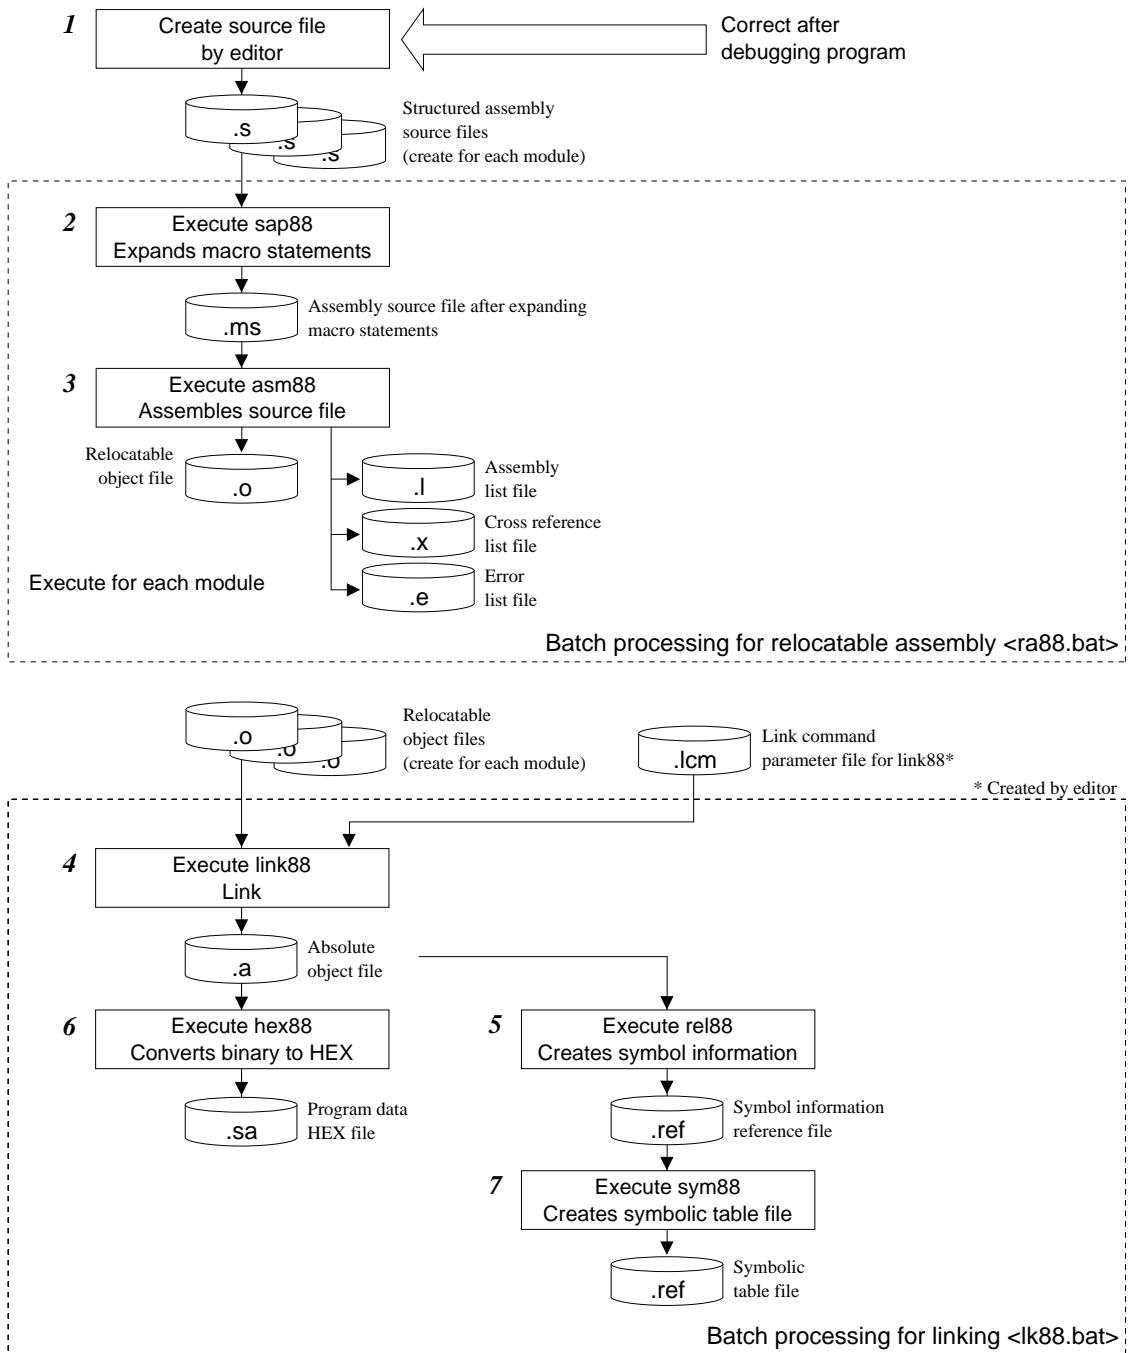 1
Create source file
by editor
Correct after
debugging program
.s
.s
.s
Structured assembly
source files
(create for each module)
2
Execute sap88
Expands macro statements
.ms
Assembly source file after expanding
macro statements
3
Execute asm88
Assembles source file
Relocatable
object file
.o
.l
Assembly
list file
.x
Cross reference
list file
.e
Error
list file
Execute for each module
Batch processing for relocatable assembly <ra88.bat>
.o
.o
.o
Relocatable
object files
(create for each module)
.lcm
Link command
parameter file for link88*
* Created by editor
4
Execute link88
Link
.a
Absolute
object file
6
Execute hex88
Converts binary to HEX
5
Execute rel88
Creates symbol information
.sa
Program data
HEX file
.ref
Symbol information
reference file
7
Execute sym88
Creates symbolic table file
.ref
Symbolic
table file
Batch processing for linking <lk88.bat>